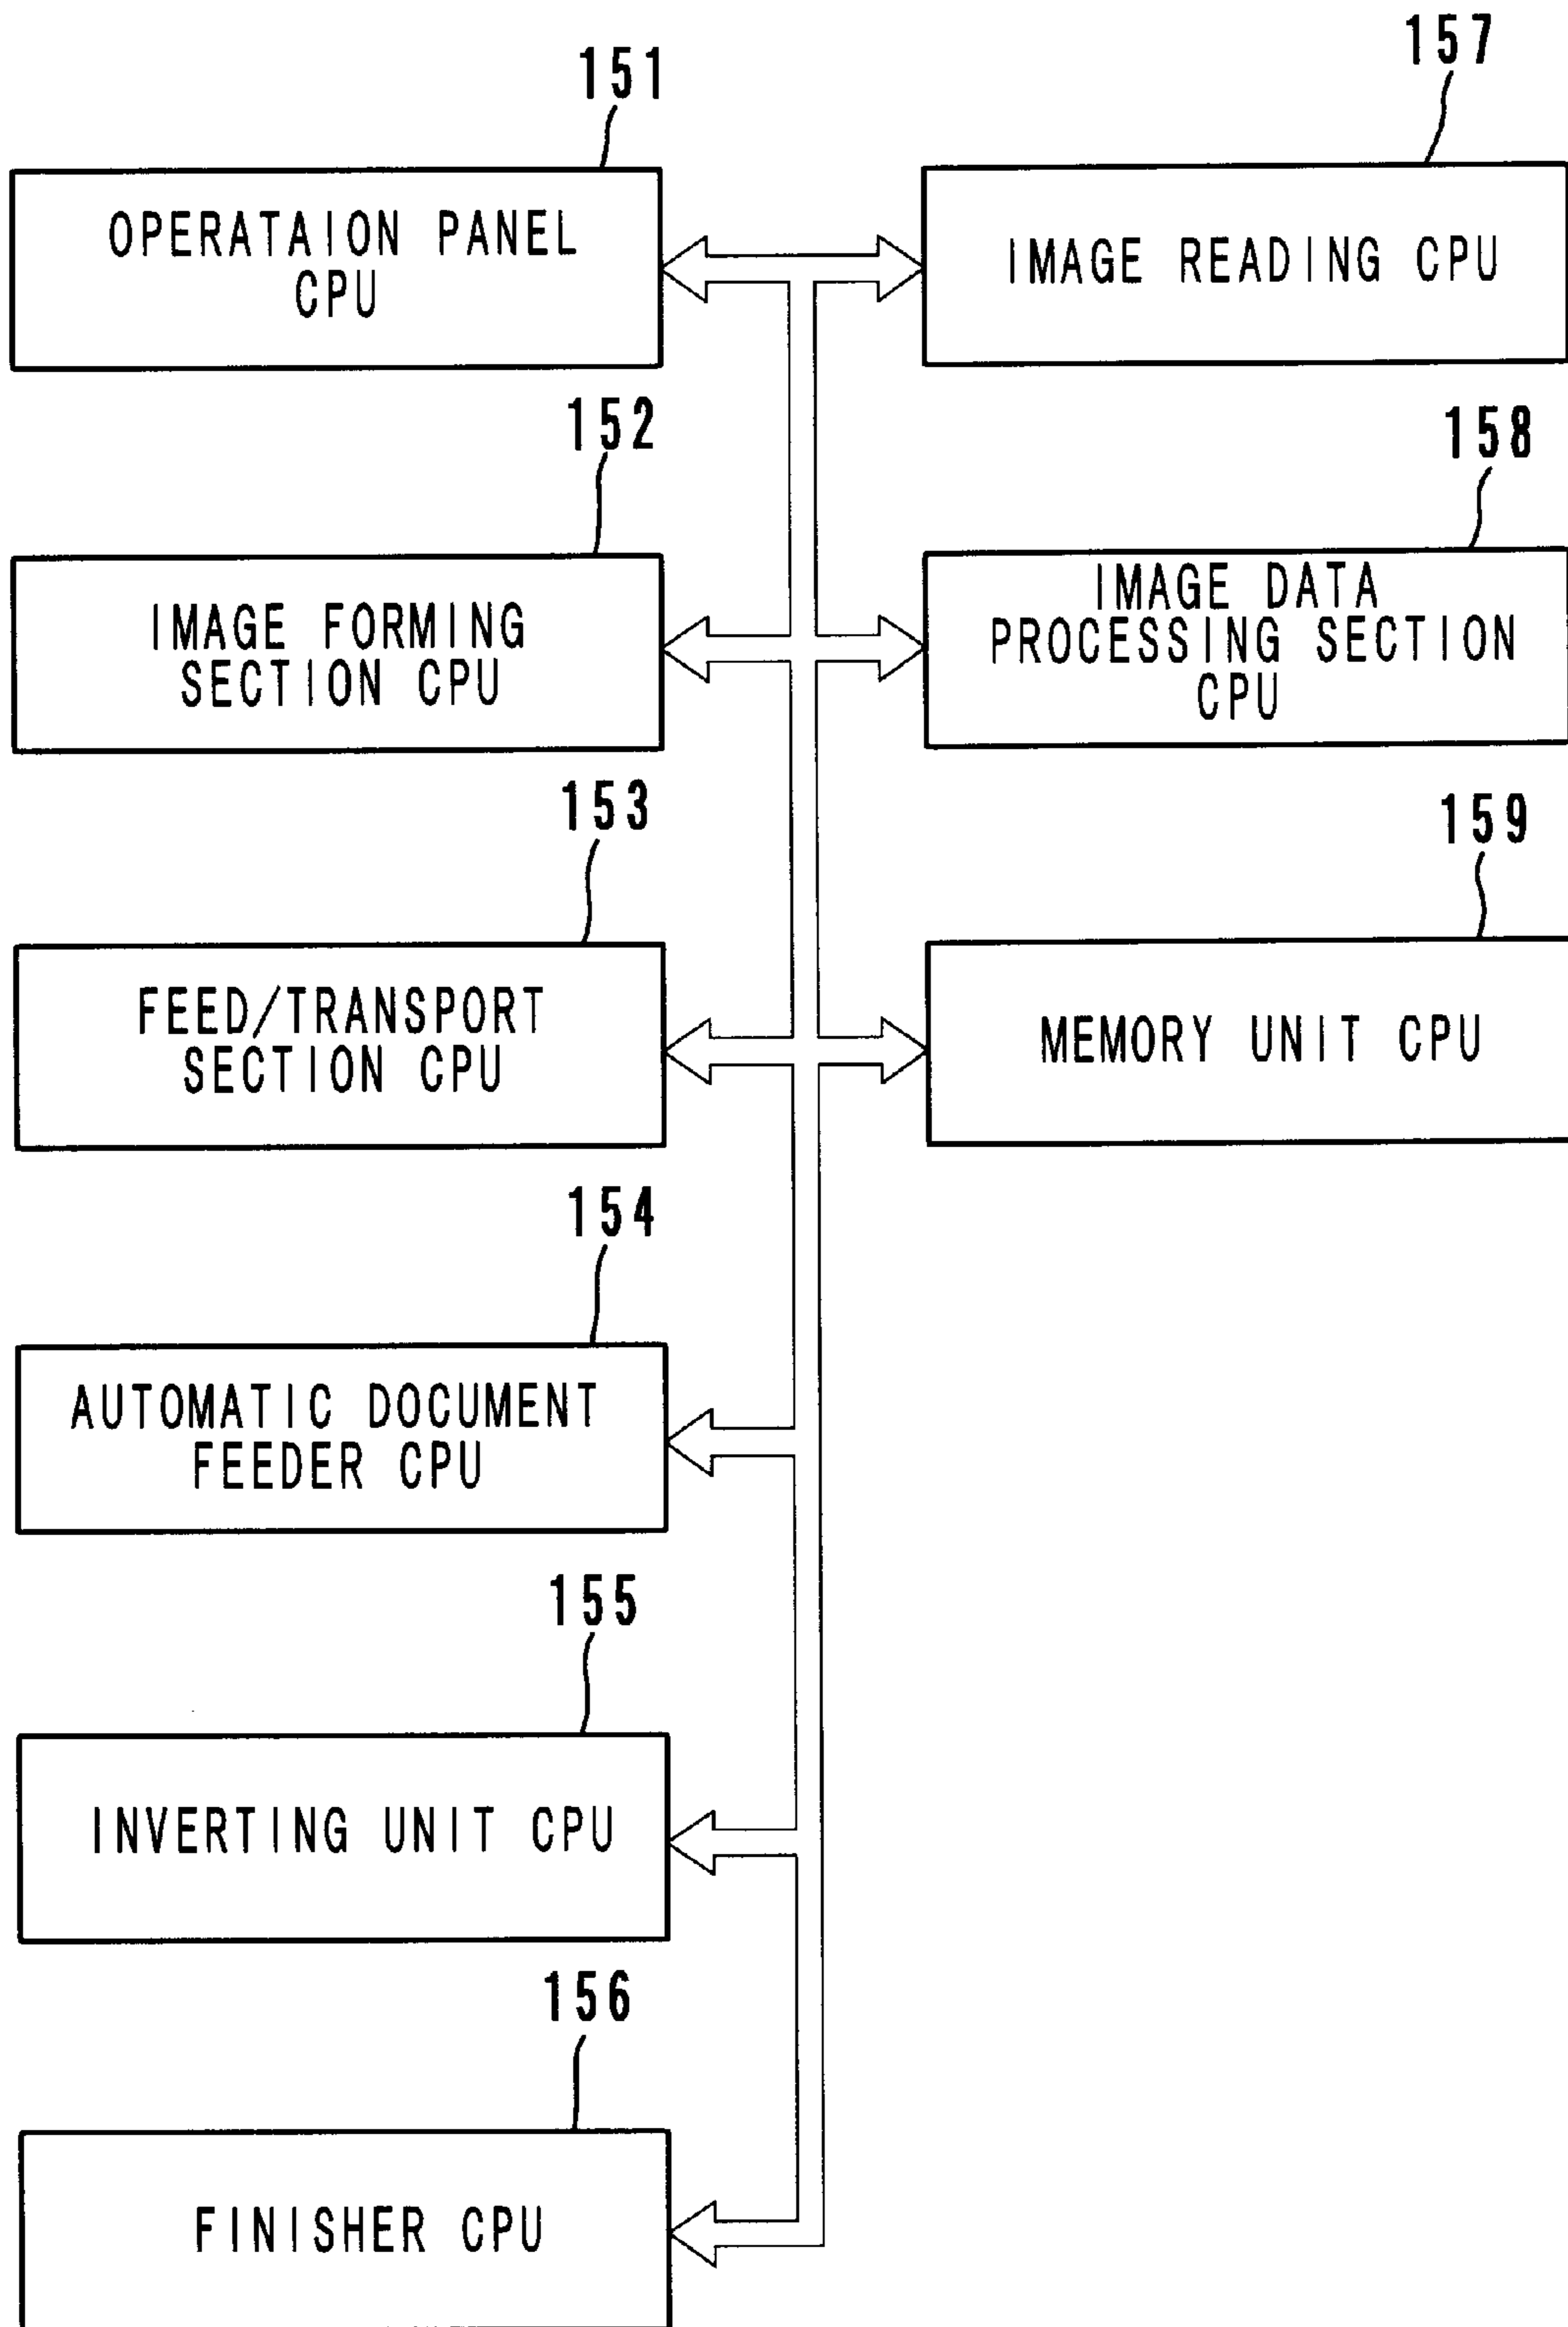 151
OPERATAION PANEL
CPU
152
IMAGE FORMING
SECTION CPU
153
FEED/TRANSPORT
SECTION CPU
154
AUTOMATIC DOCUMENT
FEEDER CPU
155
INVERTING UNIT CPU
156
FINISHER CPU
157
IMAGE READING CPU
158
IMAGE DATA
PROCESSING SECTION
CPU
159
MEMORY UNIT CPU